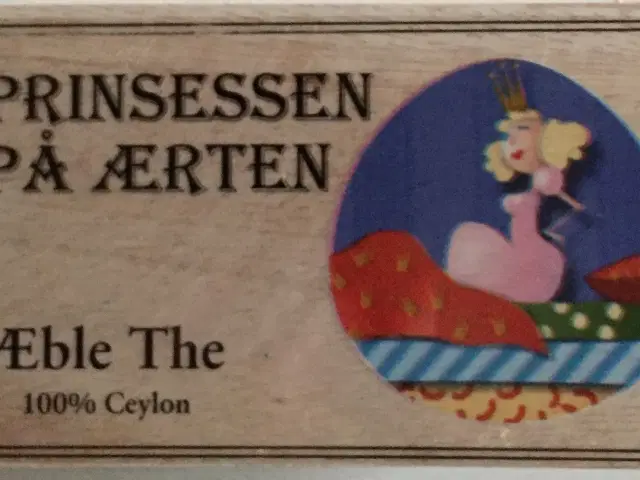 PRINSESSEN
PÅ ÆRTEN
Æble The
100% Ceylon